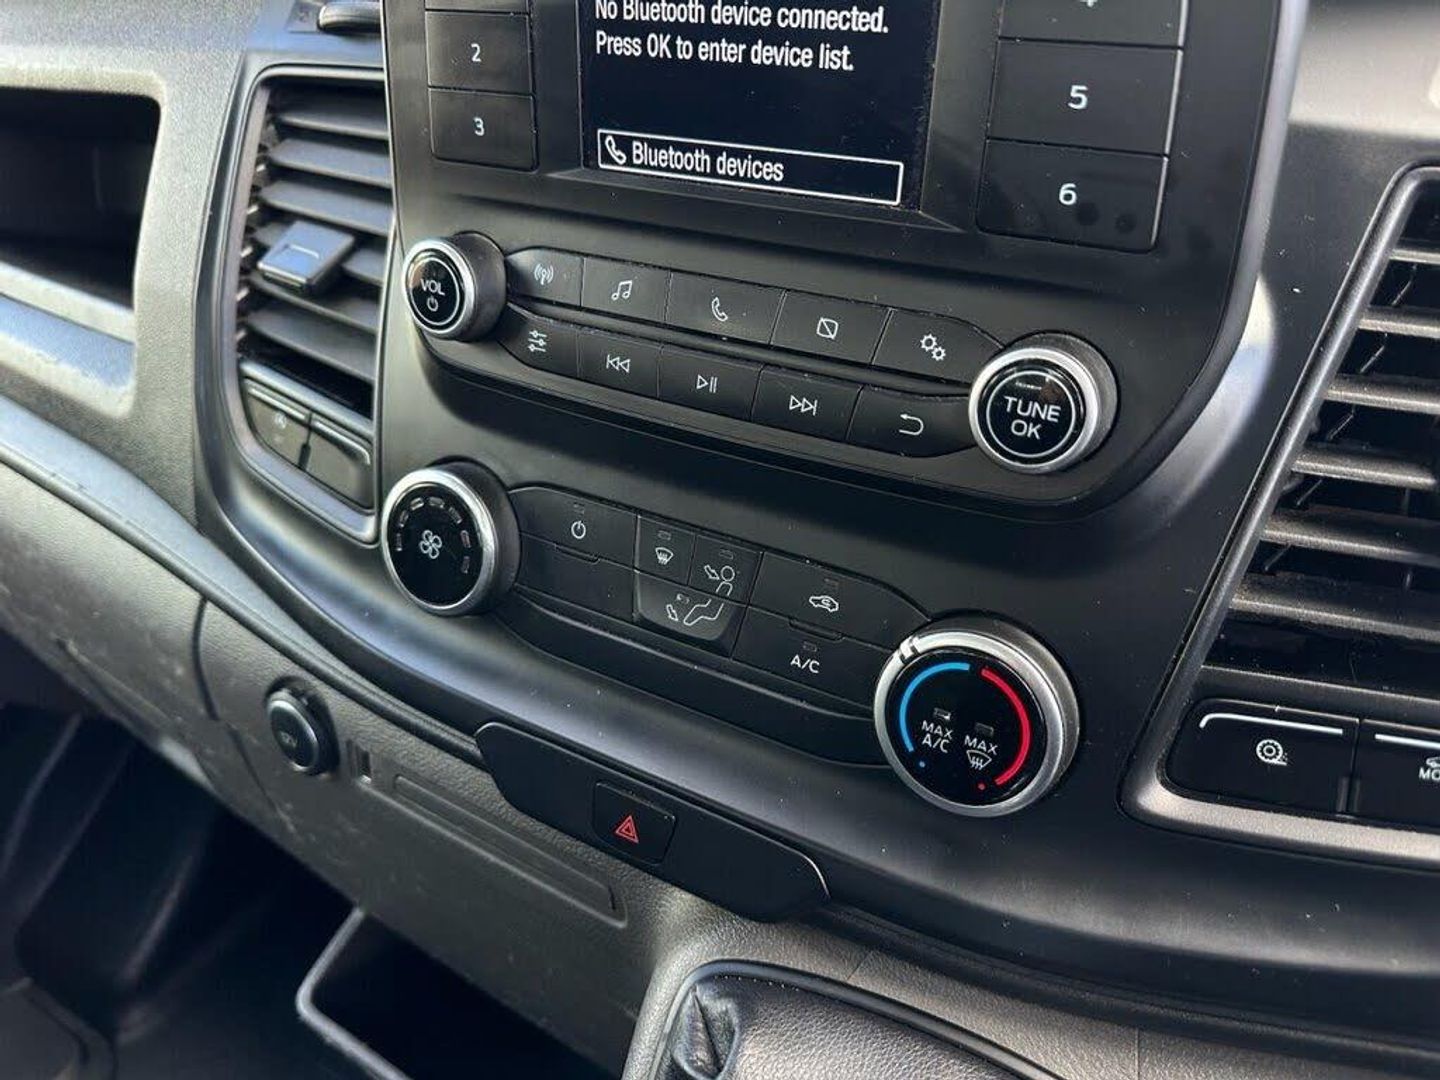 No Bluetooth device connected.
Press OK to enter device list.
Bluetooth devices
2
3
5
6
VOL
TUNE
OK
A/C
MAX
A/C
MAX